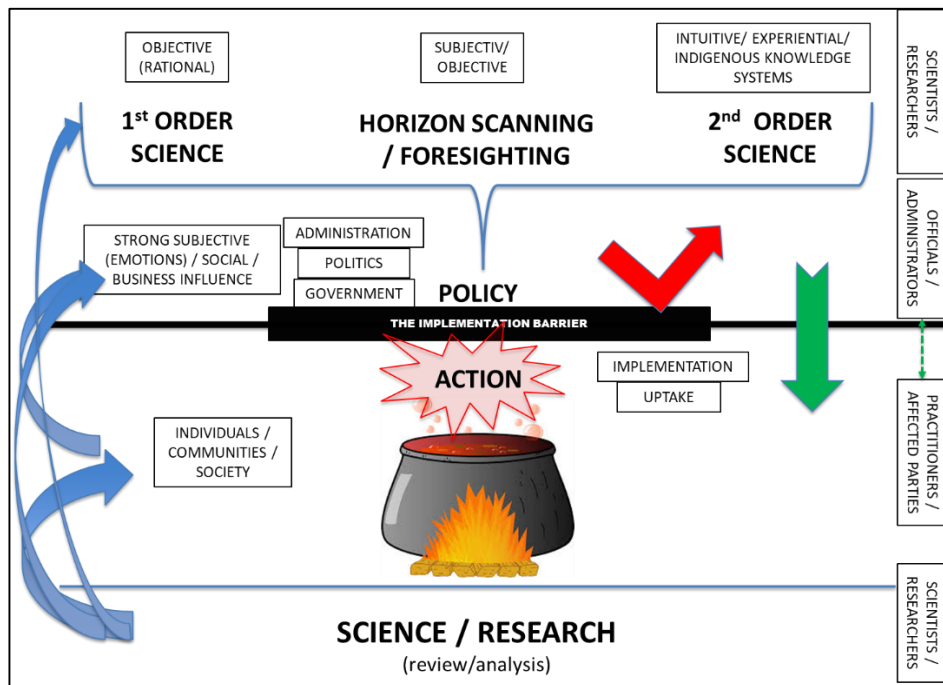 OBJECTIVE
(RATIONAL)
SUBJECTIV/
OBJECTIVE
INTUITIVE/ EXPERIENTIAL/
INDIGENOUS KNOWLEDGE
SYSTEMS
1st ORDER
SCIENCE
HORIZON SCANNING
/ FORESIGHTING
2nd ORDER
SCIENCE
SCIENTISTS /
RESEARCHERS
STRONG SUBJECTIVE
(EMOTIONS) / SOCIAL /
BUSINESS INFLUENCE
ADMINISTRATION
POLITICS
GOVERNMENT
POLICY
OFFICIALS /
ADMINISTRATORS
THE IMPLEMENTATION BARRIER
ACTION
IMPLEMENTATION
UPTAKE
INDIVIDUALS /
COMMUNITIES /
SOCIETY
PRACTITIONERS /
AFFECTED PARTIES
SCIENCE / RESEARCH
(review/analysis)
SCIENTISTS /
RESEARCHERS